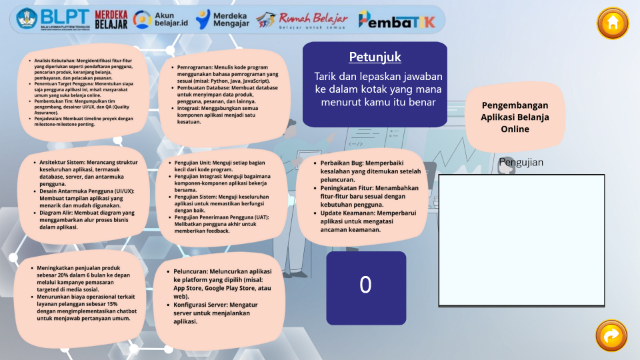 BLPT
MERDEKA
BELAJAR
Akun
belajar.id
Merdeka
Mengajar
Rumah Belajar
belajar untuk semua
PembaTIK
Analisis Kebutuhan: Mengidentifikasi fitur-fitur
yang diperlukan seperti pendaftaran pengguna,
pencarian produk, keranjang belanja,
pembayaran, dan pelacakan pesanan.
Penentuan Target Pengguna: Menentukan siapa
saja pengguna aplikasi ini, misal: masyarakat
umum yang suka belanja online.
Pembentukan Tim: Mengumpulkan tim
pengembang, desainer UI/UX, dan QA (Quality
Assurance).
Penjadwalan: Membuat timeline proyek dengan
milestone-milestone penting.
Pemrograman: Menulis kode program
menggunakan bahasa pemrograman yang
sesuai (misal: Python, Java, JavaScript).
Pembuatan Database: Membuat database
untuk menyimpan data produk,
pengguna, pesanan, dan lainnya.
Integrasi: Menggabungkan semua
komponen aplikasi menjadi satu
kesatuan.
Petunjuk
Tarik dan lepaskan jawaban
ke dalam kotak yang mana
menurut kamu itu benar
Pengembangan
Aplikasi Belanja
Online
Pengujian
Arsitektur Sistem: Merancang struktur
keseluruhan aplikasi, termasuk
database, server, dan antarmuka
pengguna.
Desain Antarmuka Pengguna (UI/UX):
Membuat tampilan aplikasi yang
menarik dan mudah digunakan.
Diagram Alir: Membuat diagram yang
menggambarkan alur proses bisnis
dalam aplikasi.
Pengujian Unit: Menguji setiap bagian
kecil dari kode program.
Pengujian Integrasi: Menguji bagaimana
komponen-komponen aplikasi bekerja
bersama.
Pengujian Sistem: Menguji keseluruhan
aplikasi untuk memastikan berfungsi
dengan baik.
Pengujian Penerimaan Pengguna (UAT):
Melibatkan pengguna akhir untuk
memberikan feedback.
Perbaikan Bug: Memperbaiki
kesalahan yang ditemukan setelah
peluncuran.
Peningkatan Fitur: Menambahkan
fitur-fitur baru sesuai dengan
kebutuhan pengguna.
Update Keamanan: Memperbarui
aplikasi untuk mengatasi
ancaman keamanan.
Meningkatkan penjualan produk
sebesar 20% dalam 6 bulan ke depan
melalui kampanye pemasaran
targeted di media sosial.
Menurunkan biaya operasional terkait
layanan pelanggan sebesar 15%
dengan mengimplementasikan chatbot
untuk menjawab pertanyaan umum.
Peluncuran: Meluncurkan aplikasi
ke platform yang dipilih (misal:
App Store, Google Play Store, atau
web).
Konfigurasi Server: Mengatur
server untuk menjalankan
aplikasi.
0